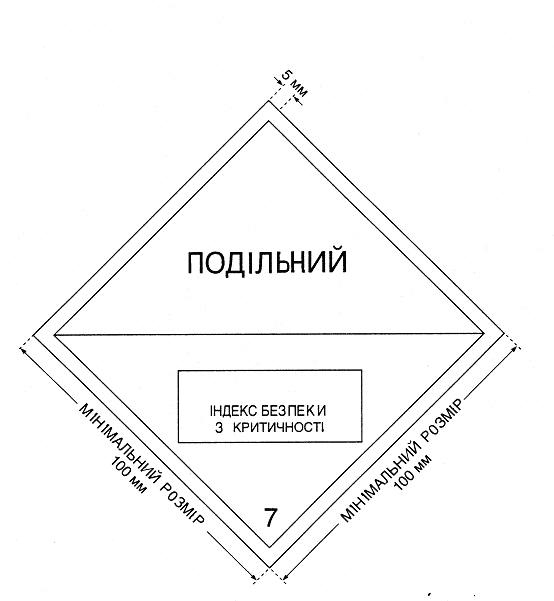 5 мм
ПОДІЛЬНИЙ
ІНДЕКС БЕЗПЕКИ
З КРИТИЧНОСТІ
МІНІМАЛЬНИЙ РОЗМІР
100 мм
МІНІМАЛЬНИЙ РОЗМІР
100 мм
7